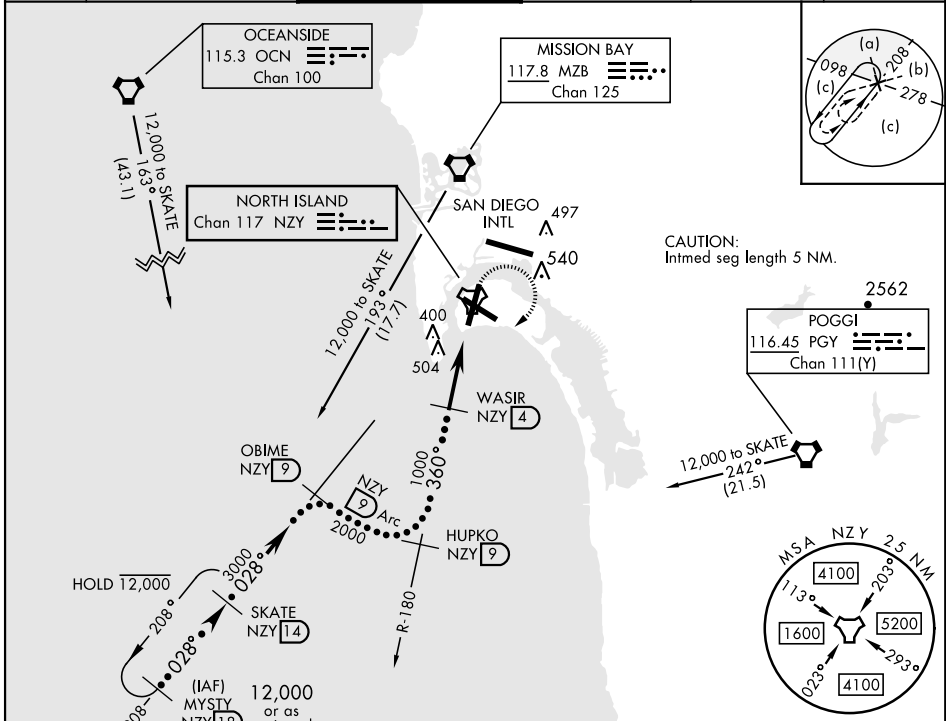 OCEANSIDE
115.3 OCN
Chan 100
MISSION BAY
117.8 MZB
Chan 125
(a)
208
098
(b)
(c)
278
(c)
12,000 to SKATE
163°
(43.1)
NORTH ISLAND
Chan 117 NZY
SAN DIEGO
INTL
497
540
CAUTION:
Intmed seg length 5 NM.
2562
12,000 to SKATE
193°
(17.7)
400
504
POGGI
116.45 PGY
Chan 111(Y)
WASIR
NZY 4
12,000 to SKATE
242°
(21.5)
OBIME
NZY 9
1000
360°
NZY
9 Arc
2000
HUPKO
NZY 9
R-180
HOLD 12,000
3000
028°
208°
SKATE
NZY 14
028°
(IAF)
MYSTY
NZY 18
12,000
or as
MSA NZY 25 NM
4100
113°
203°
1600
5200
023°
293°
4100